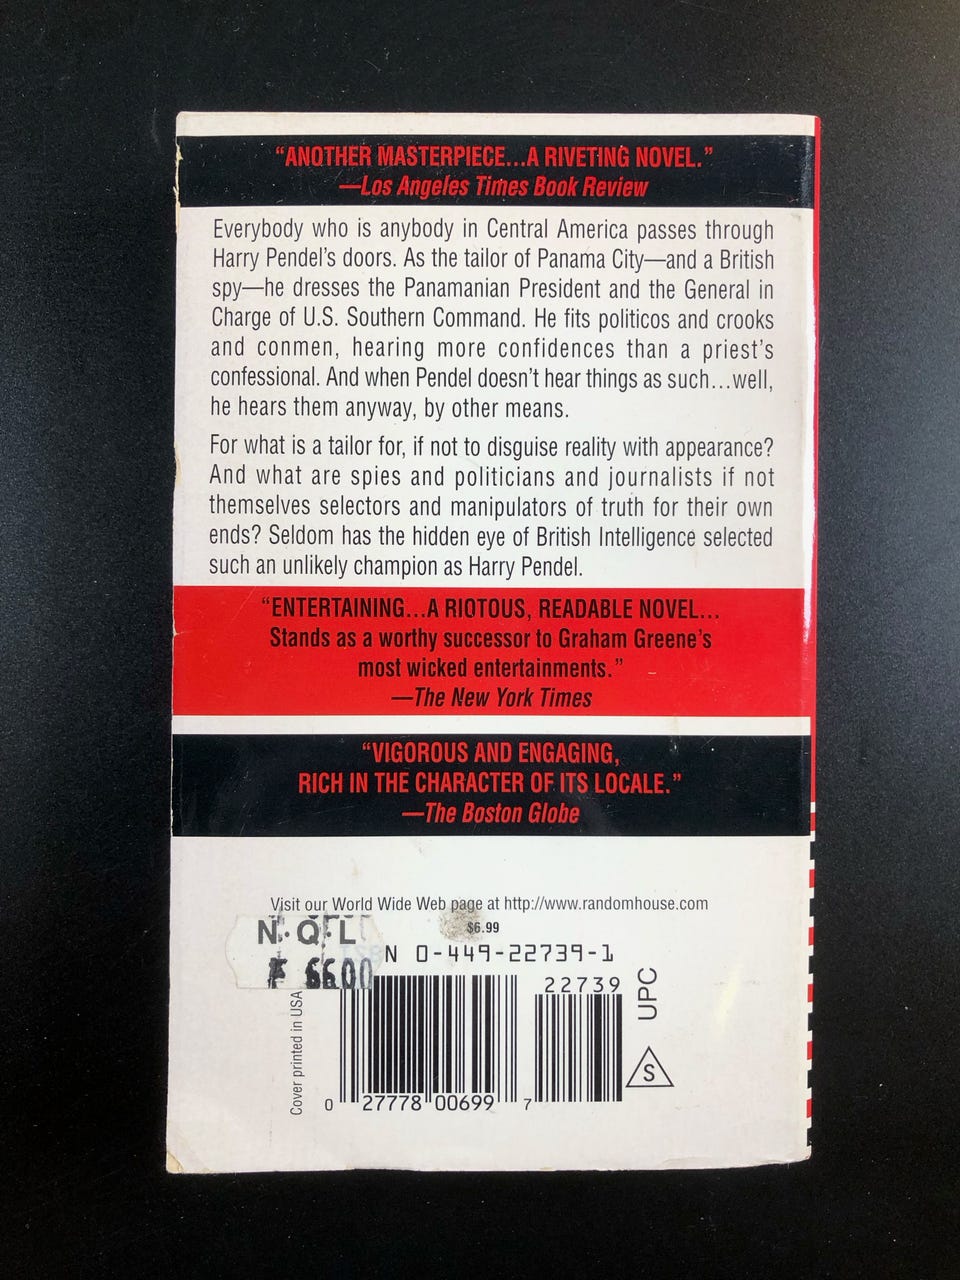 “ANOTHER MASTERPIECE...A RIVETING NOVEL.”
—Los Angeles Times Book Review
Everybody who is anybody in Central America passes through
Harry Pendel’s doors. As the tailor of Panama City—and a British
spy—he dresses the Panamanian President and the General in
Charge of U.S. Southern Command. He fits politicos and crooks
and conmen, hearing more confidences than a priest’s
confessional. And when Pendel doesn’t hear things as such...well,
he hears them anyway, by other means.
For what is a tailor for, if not to disguise reality with appearance?
And what are spies and politicians and journalists if not
themselves selectors and manipulators of truth for their own
ends? Seldom has the hidden eye of British Intelligence selected
such an unlikely champion as Harry Pendel.
“ENTERTAINING...A RIOTOUS, READABLE NOVEL...
Stands as a worthy successor to Graham Greene’s
most wicked entertainments.”
—The New York Times
“VIGOROUS AND ENGAGING,
RICH IN THE CHARACTER OF ITS LOCALE.”
—The Boston Globe
Visit our World Wide Web page at http://www.randomhouse.com
$6.99
N·Q·L
6600
N 0-449-22739-1
22739
UPC
S
Cover printed in USA
0 27778 00699 7